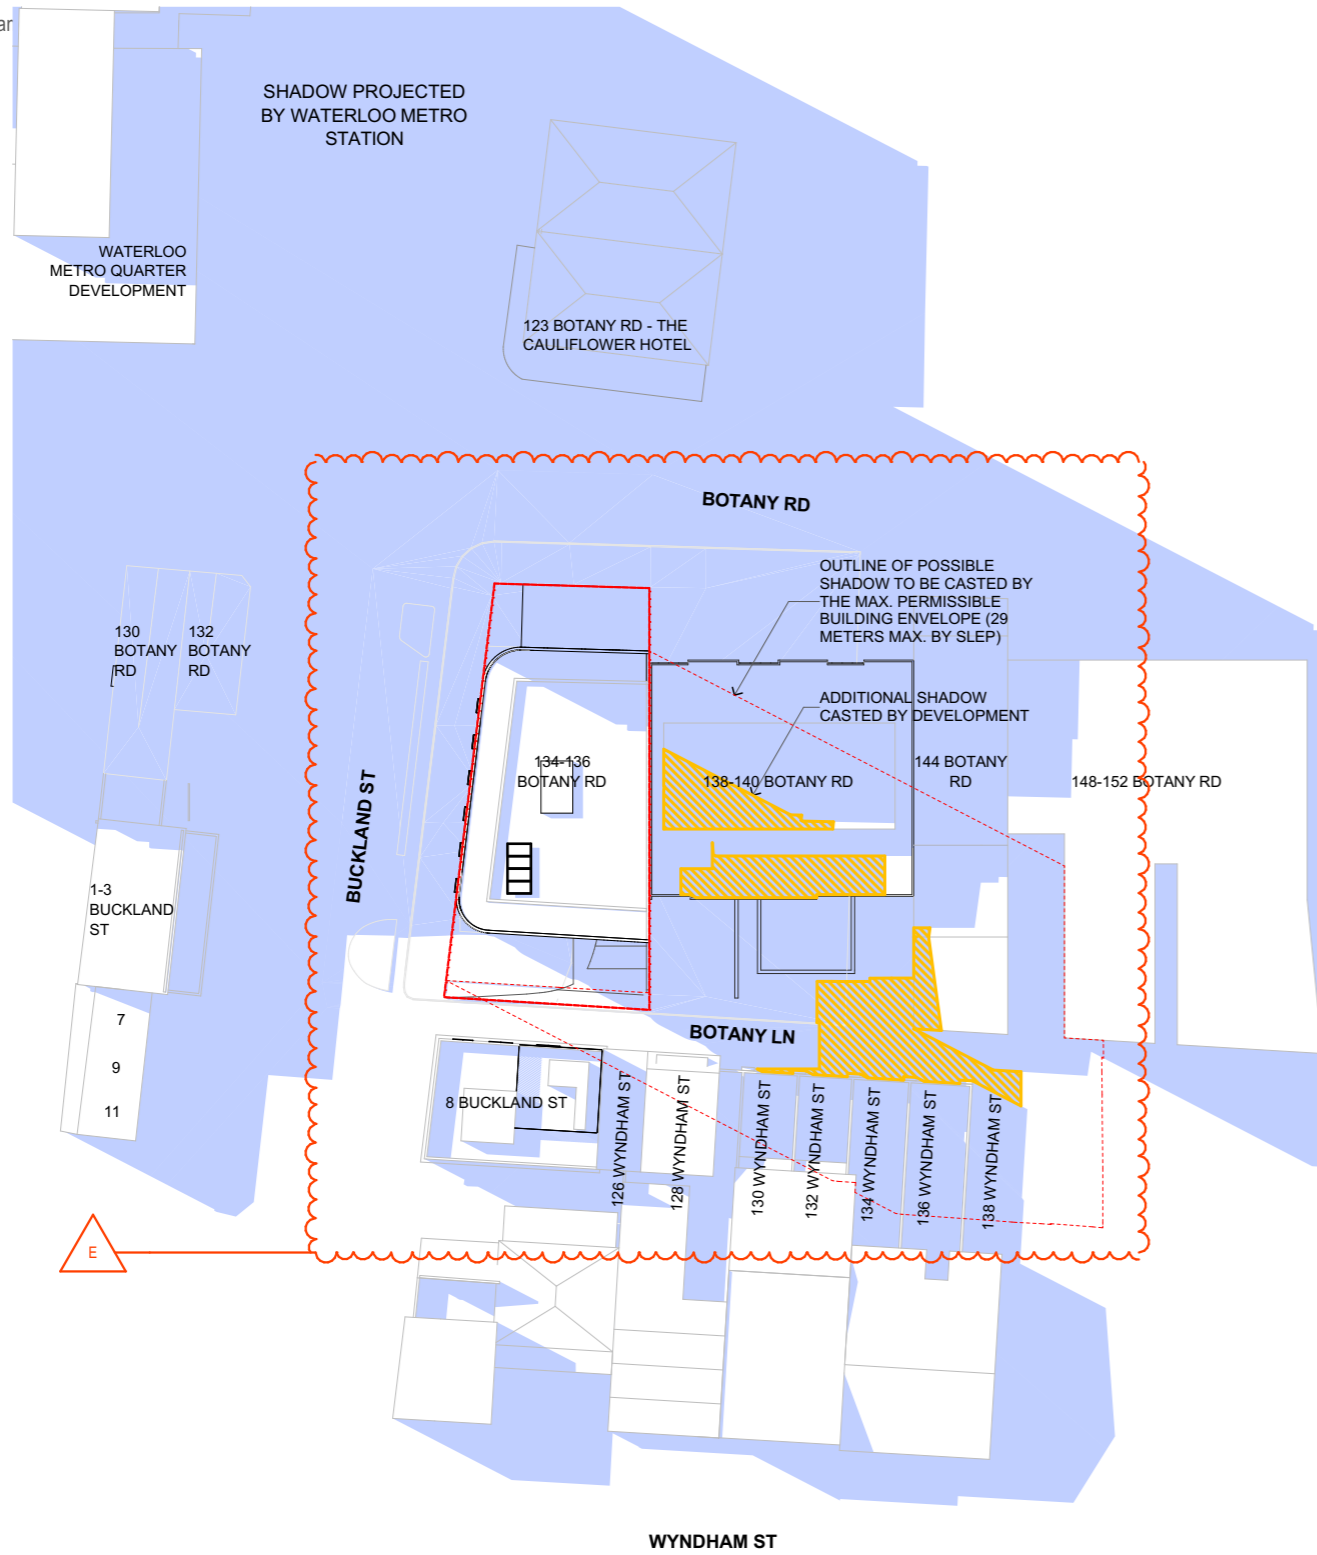 ar
SHADOW PROJECTED
BY WATERLOO METRO
STATION
WATERLOO
METRO QUARTER
DEVELOPMENT
123 BOTANY RD - THE
CAULIFLOWER HOTEL
BOTANY RD
OUTLINE OF POSSIBLE
SHADOW TO BE CASTED BY
THE MAX. PERMISSIBLE
BUILDING ENVELOPE (29
METERS MAX. BY SLEP)
130
BOTANY
RD
132
BOTANY
RD
ADDITIONAL SHADOW
CASTED BY DEVELOPMENT
134-136
BOTANY RD
138-140 BOTANY RD
144 BOTANY
RD
148-152 BOTANY RD
BUCKLAND ST
1-3
BUCKLAND
ST
7
9
11
BOTANY LN
8 BUCKLAND ST
126 WYNDHAM ST
128 WYNDHAM ST
130 WYNDHAM ST
132 WYNDHAM ST
134 WYNDHAM ST
136 WYNDHAM ST
138 WYNDHAM ST
E
WYNDHAM ST